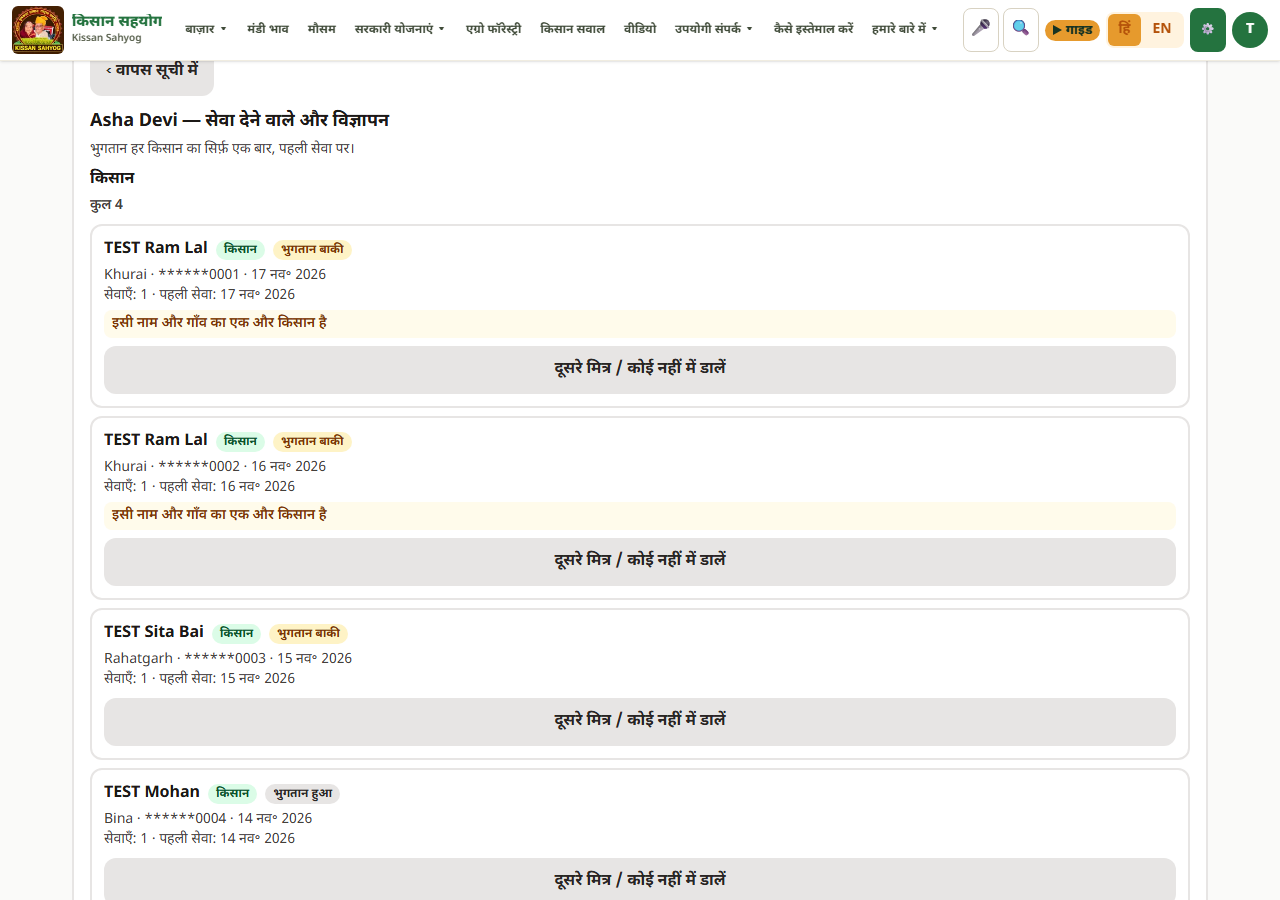 किसान सहयोग
Kissan Sahyog
KISSAN SAHYOG
बाज़ार ▾
मंडी भाव
मौसम
सरकारी योजनाएं ▾
एग्रो फॉरेस्ट्री
किसान सवाल
वीडियो
उपयोगी संपर्क ▾
कैसे इस्तेमाल करें
हमारे बारे में ▾
▶ गाइड
हिं
EN
T
‹ वापस सूची में
Asha Devi — सेवा देने वाले और विज्ञापन
भुगतान हर किसान का सिर्फ़ एक बार, पहली सेवा पर।
किसान
कुल 4
TEST Ram Lal किसान भुगतान बाकी
Khurai · ******0001 · 17 नव॰ 2026
सेवाएँ: 1 · पहली सेवा: 17 नव॰ 2026
इसी नाम और गाँव का एक और किसान है
दूसरे मित्र / कोई नहीं में डालें
TEST Ram Lal किसान भुगतान बाकी
Khurai · ******0002 · 16 नव॰ 2026
सेवाएँ: 1 · पहली सेवा: 16 नव॰ 2026
इसी नाम और गाँव का एक और किसान है
दूसरे मित्र / कोई नहीं में डालें
TEST Sita Bai किसान भुगतान बाकी
Rahatgarh · ******0003 · 15 नव॰ 2026
सेवाएँ: 1 · पहली सेवा: 15 नव॰ 2026
दूसरे मित्र / कोई नहीं में डालें
TEST Mohan किसान भुगतान हुआ
Bina · ******0004 · 14 नव॰ 2026
सेवाएँ: 1 · पहली सेवा: 14 नव॰ 2026
दूसरे मित्र / कोई नहीं में डालें